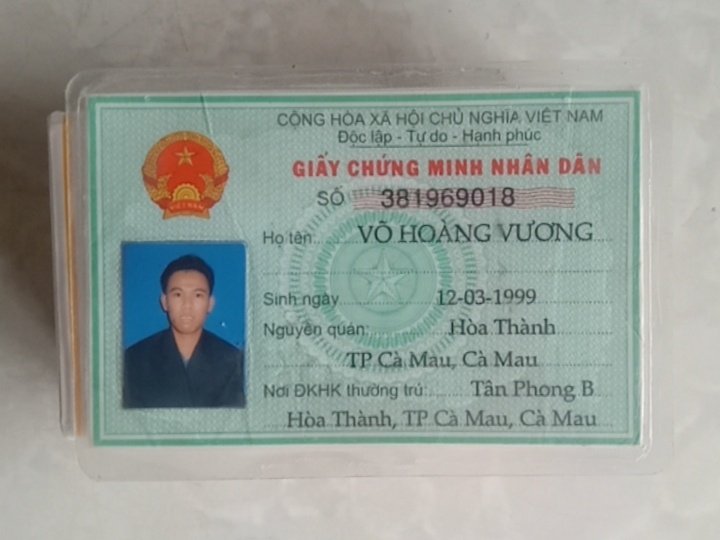 CỘNG HÒA XÃ HỘI CHỦ NGHĨA VIỆT NAM
Độc lập - Tự do - Hạnh phúc
GIẤY CHỨNG MINH NHÂN DÂN
SỐ 381969018
Họ tên: VÕ HOÀNG VƯƠNG
Sinh ngày 12-03-1999
Nguyên quán: Hòa Thành
TP Cà Mau, Cà Mau
Nơi ĐKHK thường trú: Tân Phong B
Hòa Thành, TP Cà Mau, Cà Mau
VIỆT NAM